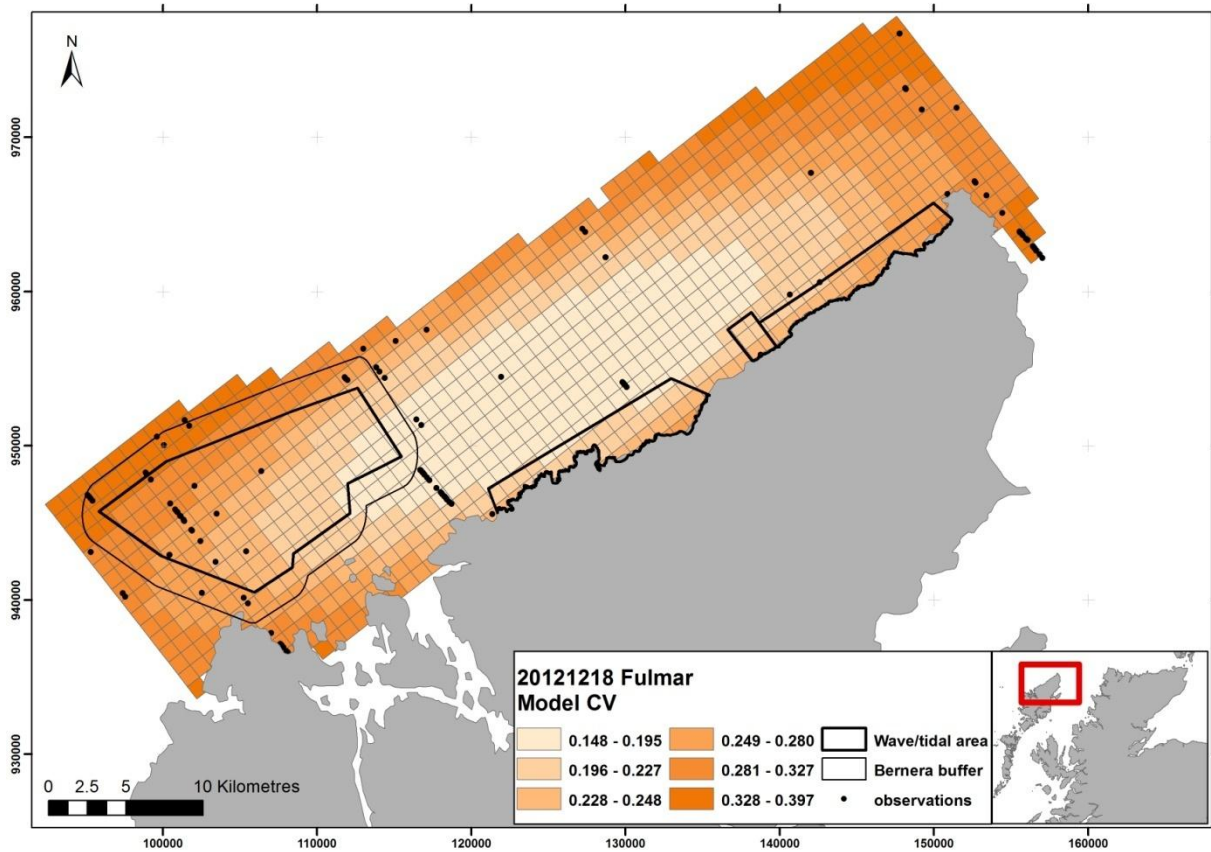 N
970000
960000
950000
940000
930000
20121218 Fulmar
Model CV
0.148 - 0.195
0.249 - 0.280
Wave/tidal area
0.196 - 0.227
0.281 - 0.327
Bernera buffer
0.228 - 0.248
0.328 - 0.397
observations
0 2.5 5 10 Kilometres
100000 110000 120000 130000 140000 150000 160000